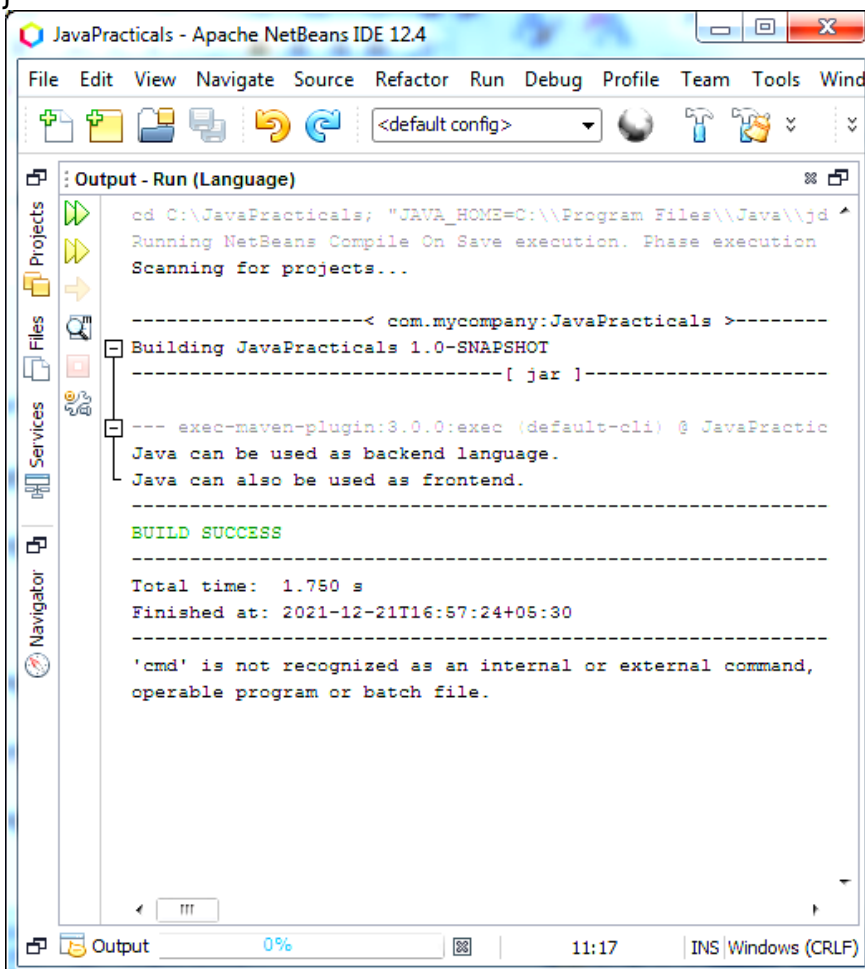 }
JavaPracticals - Apache NetBeans IDE 12.4
File Edit View Navigate Source Refactor Run Debug Profile Team Tools Wind
<default config>
Output - Run (Language)
Projects
Files
Services
Navigator
cd C:\JavaPracticals; "JAVA_HOME=C:\\Program Files\\Java\\jd
Running NetBeans Compile On Save execution. Phase execution
Scanning for projects...
--------------------< com.mycompany:JavaPracticals >--------
Building JavaPracticals 1.0-SNAPSHOT
--------------------------------[ jar ]---------------------
--- exec-maven-plugin:3.0.0:exec (default-cli) @ JavaPractic
Java can be used as backend language.
Java can also be used as frontend.
------------------------------------------------------------
BUILD SUCCESS
------------------------------------------------------------
Total time:  1.750 s
Finished at: 2021-12-21T16:57:24+05:30
------------------------------------------------------------
'cmd' is not recognized as an internal or external command,
operable program or batch file.
Output 0% 11:17 INS Windows (CRLF)